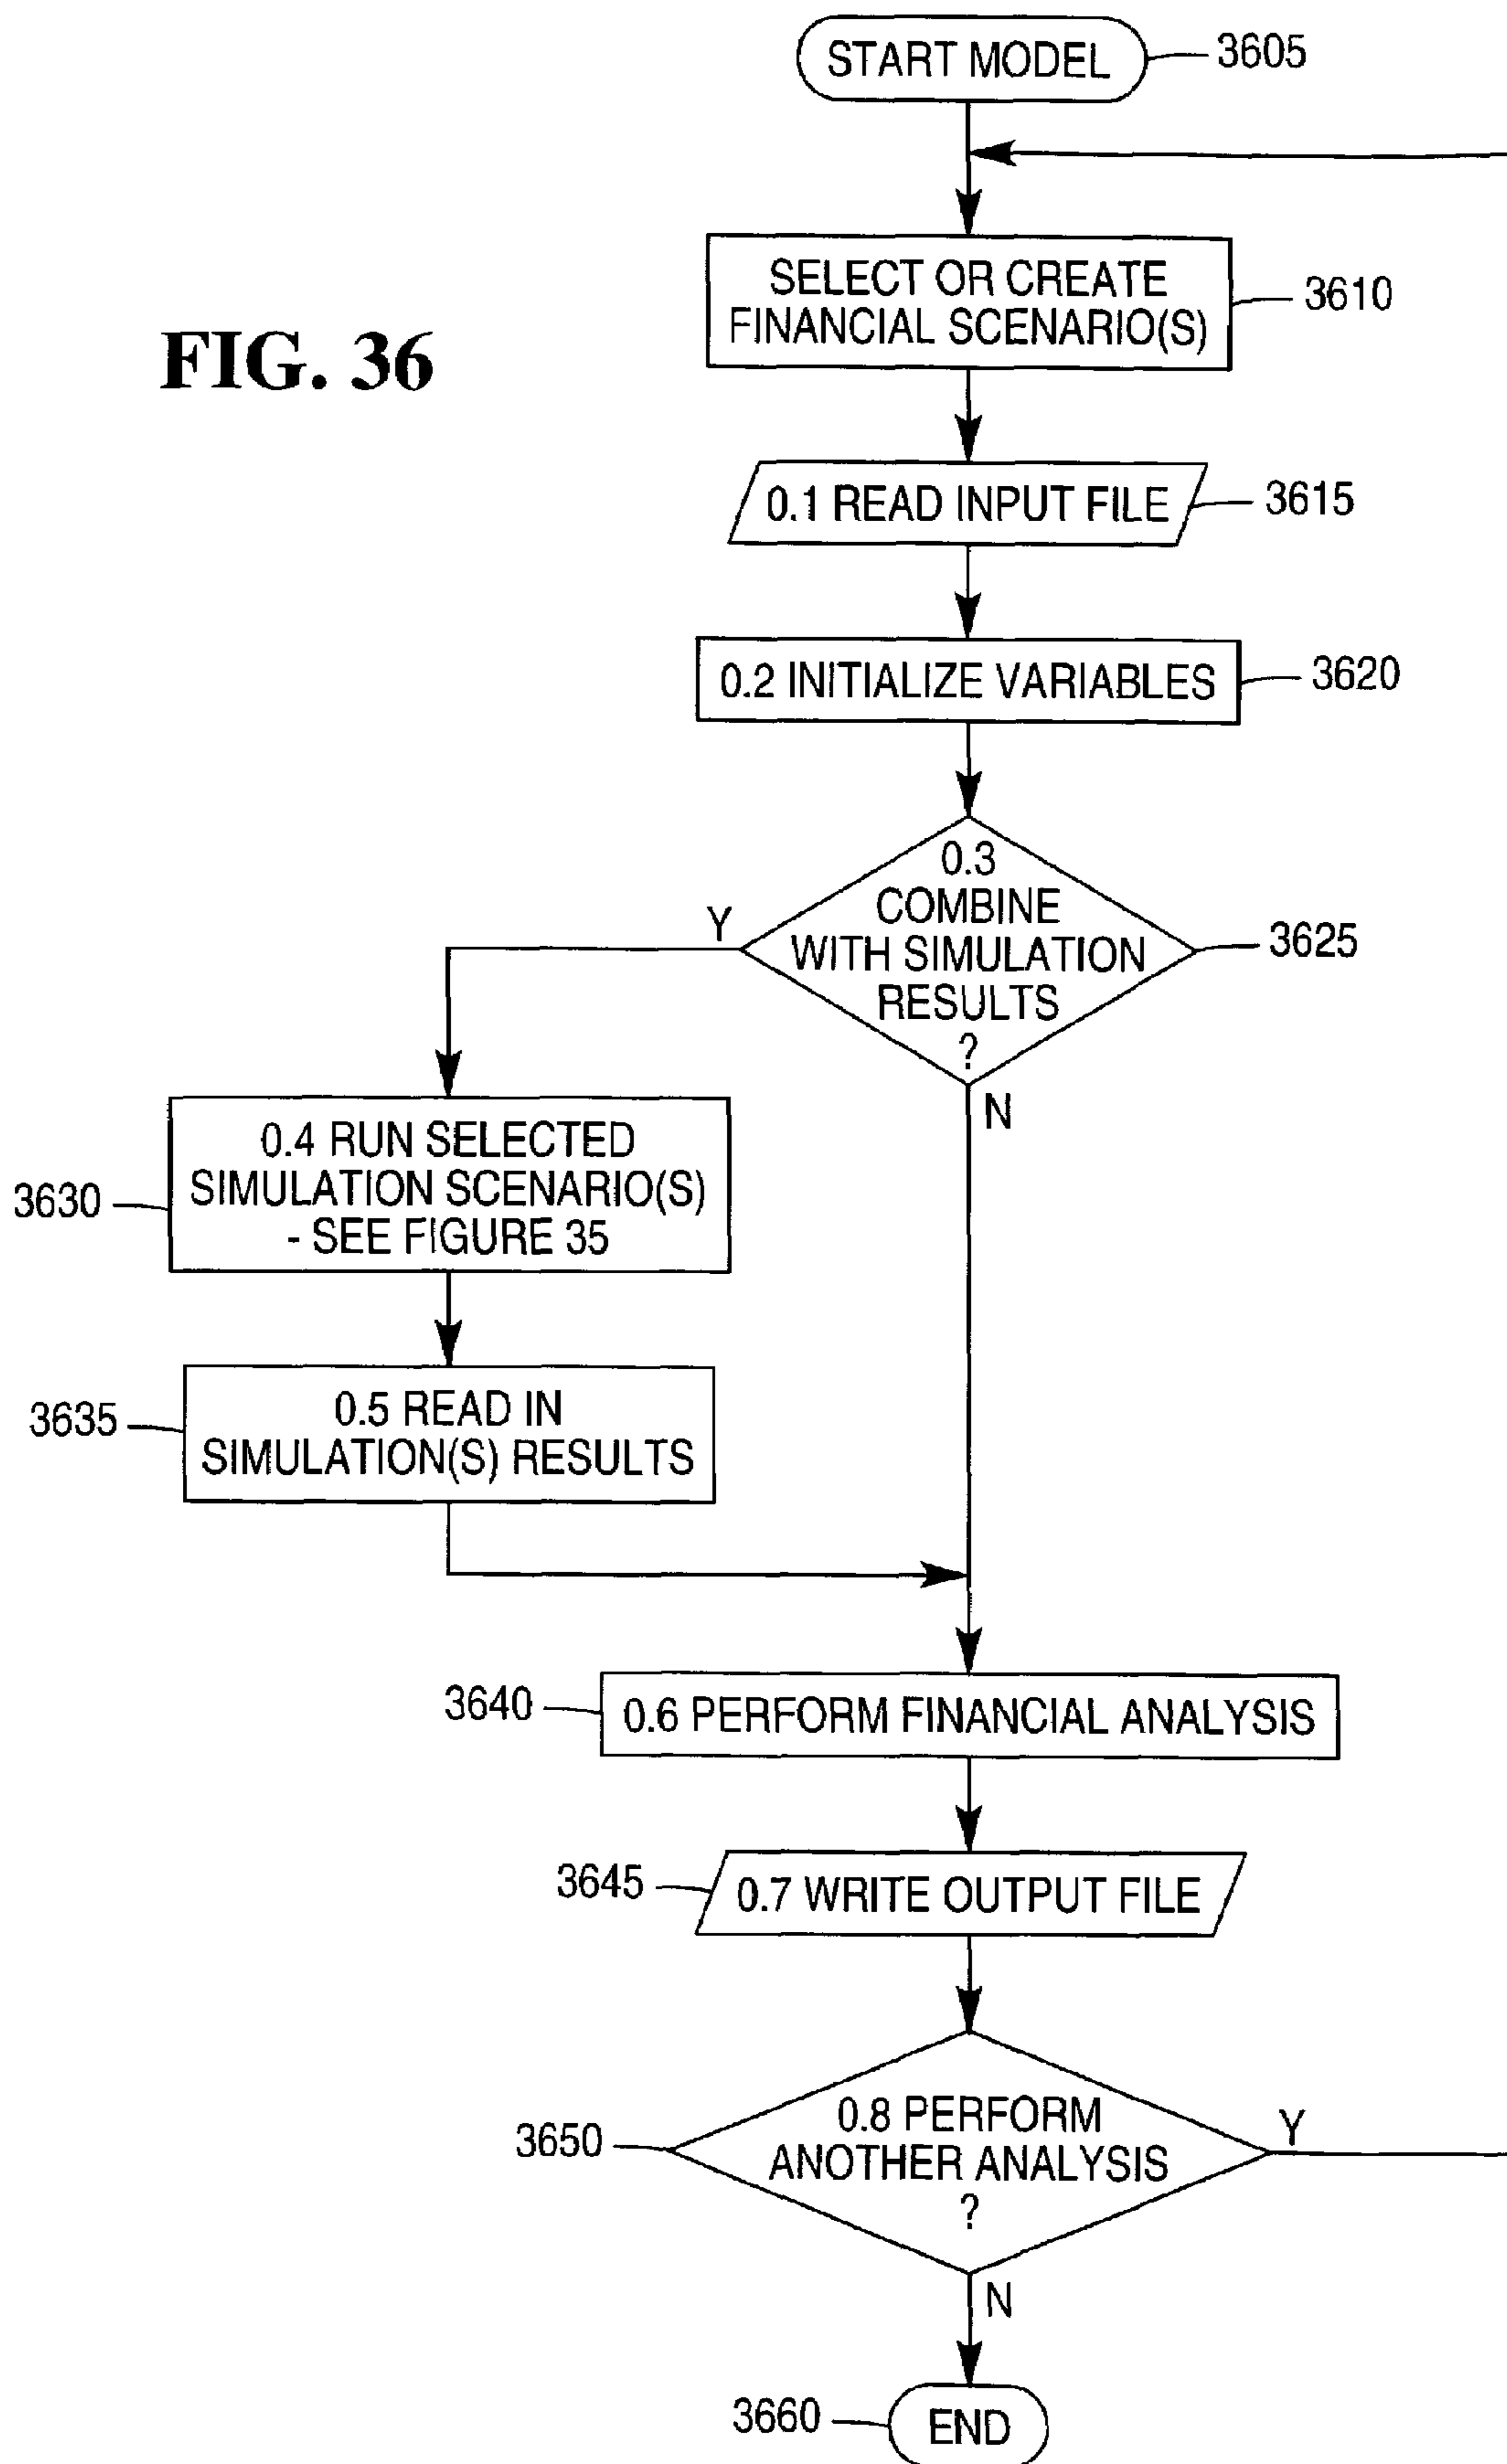 START MODEL
3605
SELECT OR CREATE
FINANCIAL SCENARIO(S)
3610
FIG. 36
0.1 READ INPUT FILE
3615
0.2 INITIALIZE VARIABLES
3620
0.3
COMBINE
WITH SIMULATION
RESULTS
?
3625
Y
N
0.4 RUN SELECTED
SIMULATION SCENARIO(S)
- SEE FIGURE 35
3630
0.5 READ IN
SIMULATION(S) RESULTS
3635
3640
0.6 PERFORM FINANCIAL ANALYSIS
3645
0.7 WRITE OUTPUT FILE
3650
0.8 PERFORM
ANOTHER ANALYSIS
?
Y
N
3660
END